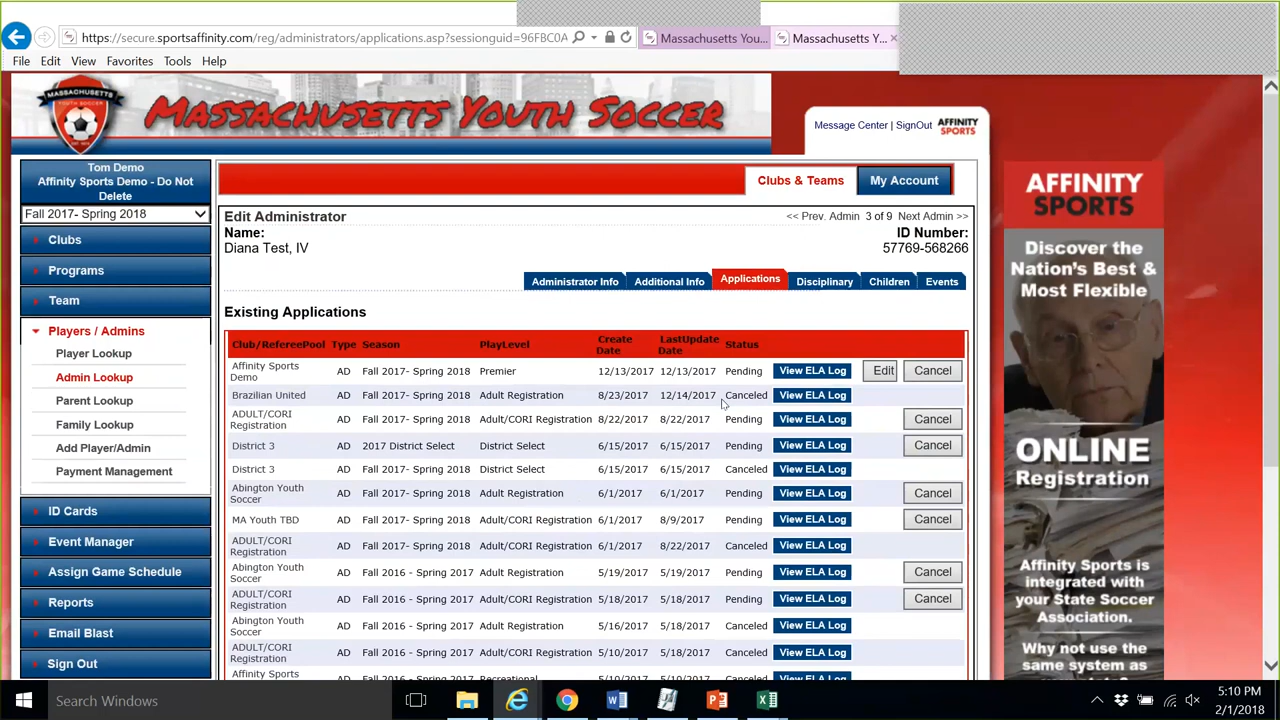 https://secure.sportsaffinity.com/reg/administrators/applications.asp?sessionguid=96FBC0A
Massachusetts You...
Massachusetts Y...
File Edit View Favorites Tools Help
MASSACHUSETTS
Massachusetts Youth Soccer
Message Center | SignOut
AFFINITY
SPORTS
Tom Demo
Affinity Sports Demo - Do Not
Delete
Fall 2017- Spring 2018
Clubs
Programs
Team
Players / Admins
Player Lookup
Admin Lookup
Parent Lookup
Family Lookup
Add Player/Admin
Payment Management
ID Cards
Event Manager
Assign Game Schedule
Reports
Email Blast
Sign Out
Clubs & Teams My Account
Edit Administrator << Prev. Admin 3 of 9 Next Admin >>
Name: ID Number:
Diana Test, IV 57769-568266
Administrator Info Additional Info Applications Disciplinary Children Events
Existing Applications
Club/RefereePool Type Season PlayLevel Create Date LastUpdate Date Status
Affinity Sports Demo AD Fall 2017- Spring 2018 Premier 12/13/2017 12/13/2017 Pending View ELA Log Edit Cancel
Brazilian United AD Fall 2017- Spring 2018 Adult Registration 8/23/2017 12/14/2017 Canceled View ELA Log
ADULT/CORI Registration AD Fall 2017- Spring 2018 Adult/CORI Registration 8/22/2017 8/22/2017 Pending View ELA Log Cancel
District 3 AD 2017 District Select District Select 6/15/2017 6/15/2017 Pending View ELA Log Cancel
District 3 AD Fall 2017- Spring 2018 District Select 6/15/2017 6/15/2017 Canceled View ELA Log
Abington Youth Soccer AD Fall 2017- Spring 2018 Adult Registration 6/1/2017 6/1/2017 Pending View ELA Log Cancel
MA Youth TBD AD Fall 2017- Spring 2018 Adult/CORI Registration 6/1/2017 8/9/2017 Pending View ELA Log Cancel
ADULT/CORI Registration AD Fall 2017- Spring 2018 Adult/CORI Registration 6/1/2017 8/22/2017 Canceled View ELA Log
Abington Youth Soccer AD Fall 2016 - Spring 2017 Adult Registration 5/19/2017 5/19/2017 Pending View ELA Log Cancel
ADULT/CORI Registration AD Fall 2016 - Spring 2017 Adult/CORI Registration 5/18/2017 5/18/2017 Pending View ELA Log Cancel
Abington Youth Soccer AD Fall 2016 - Spring 2017 Adult Registration 5/16/2017 5/18/2017 Canceled View ELA Log
ADULT/CORI Registration AD Fall 2016 - Spring 2017 Adult/CORI Registration 5/10/2017 5/18/2017 Canceled View ELA Log
Affinity Sports AD Fall 2016 - Spring 2017 Recreational 5/10/2017 5/18/2017 Canceled View ELA Log
AFFINITY
SPORTS
Discover the
Nation's Best &
Most Flexible
ONLINE
Registration
Affinity Sports is
integrated with
your State Soccer
Association.
Why not use the
same system as
Search Windows
5:10 PM
2/1/2018